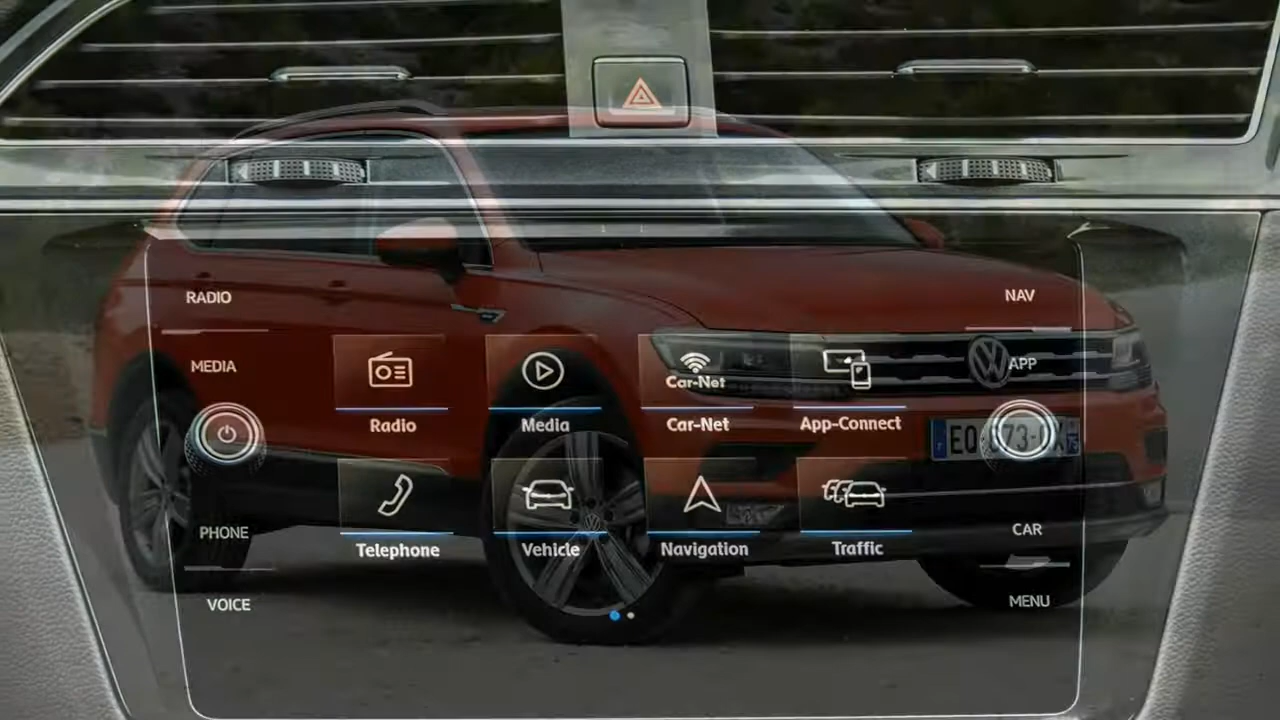 RADIO
NAV
MEDIA
APP
Car-Net
Radio
Media
Car-Net
App-Connect
PHONE
CAR
Telephone
Vehicle
Navigation
Traffic
VOICE
MENU